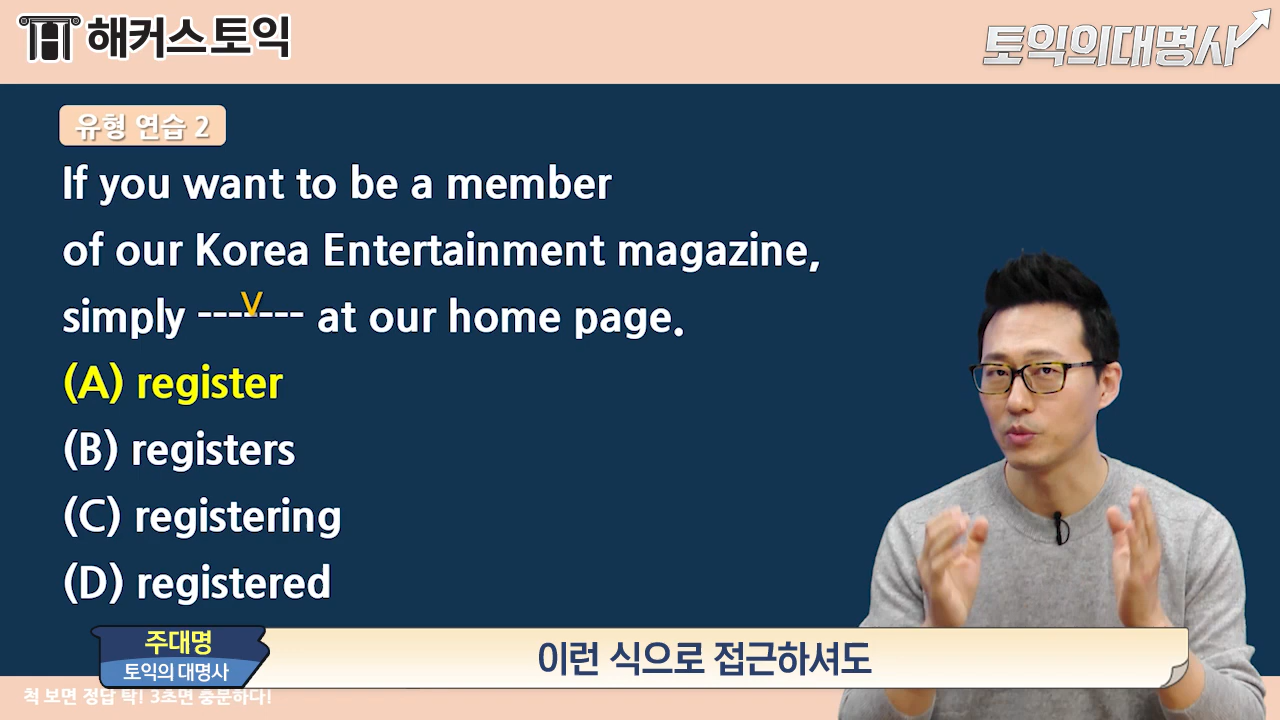 해커스 토익
토익의대명사
유형 연습 2
If you want to be a member
of our Korea Entertainment magazine,
V
simply ------- at our home page.
(A) register
(B) registers
(C) registering
(D) registered
주대명
토익의 대명사
이런 식으로 접근하셔도
척 보면 정답 탁! 3초면 충분하다!